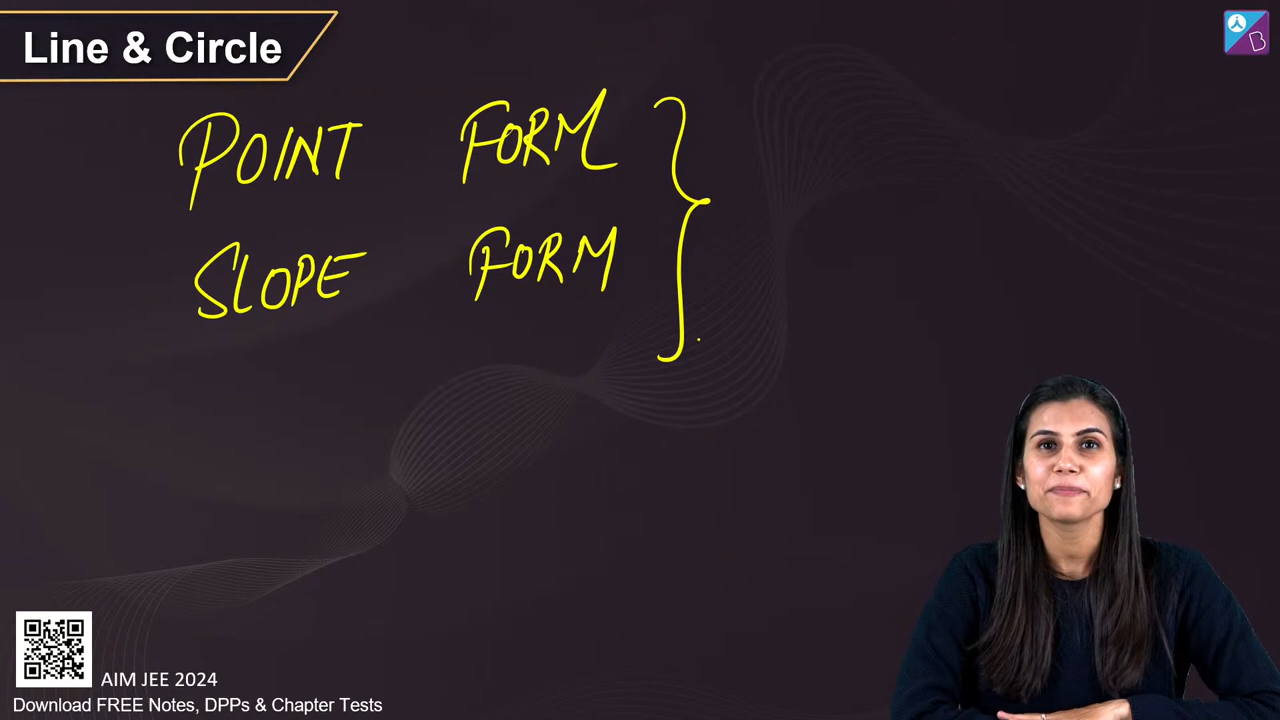 Line & Circle
POINT FORM
SLOPE FORM
AIM JEE 2024
Download FREE Notes, DPPs & Chapter Tests